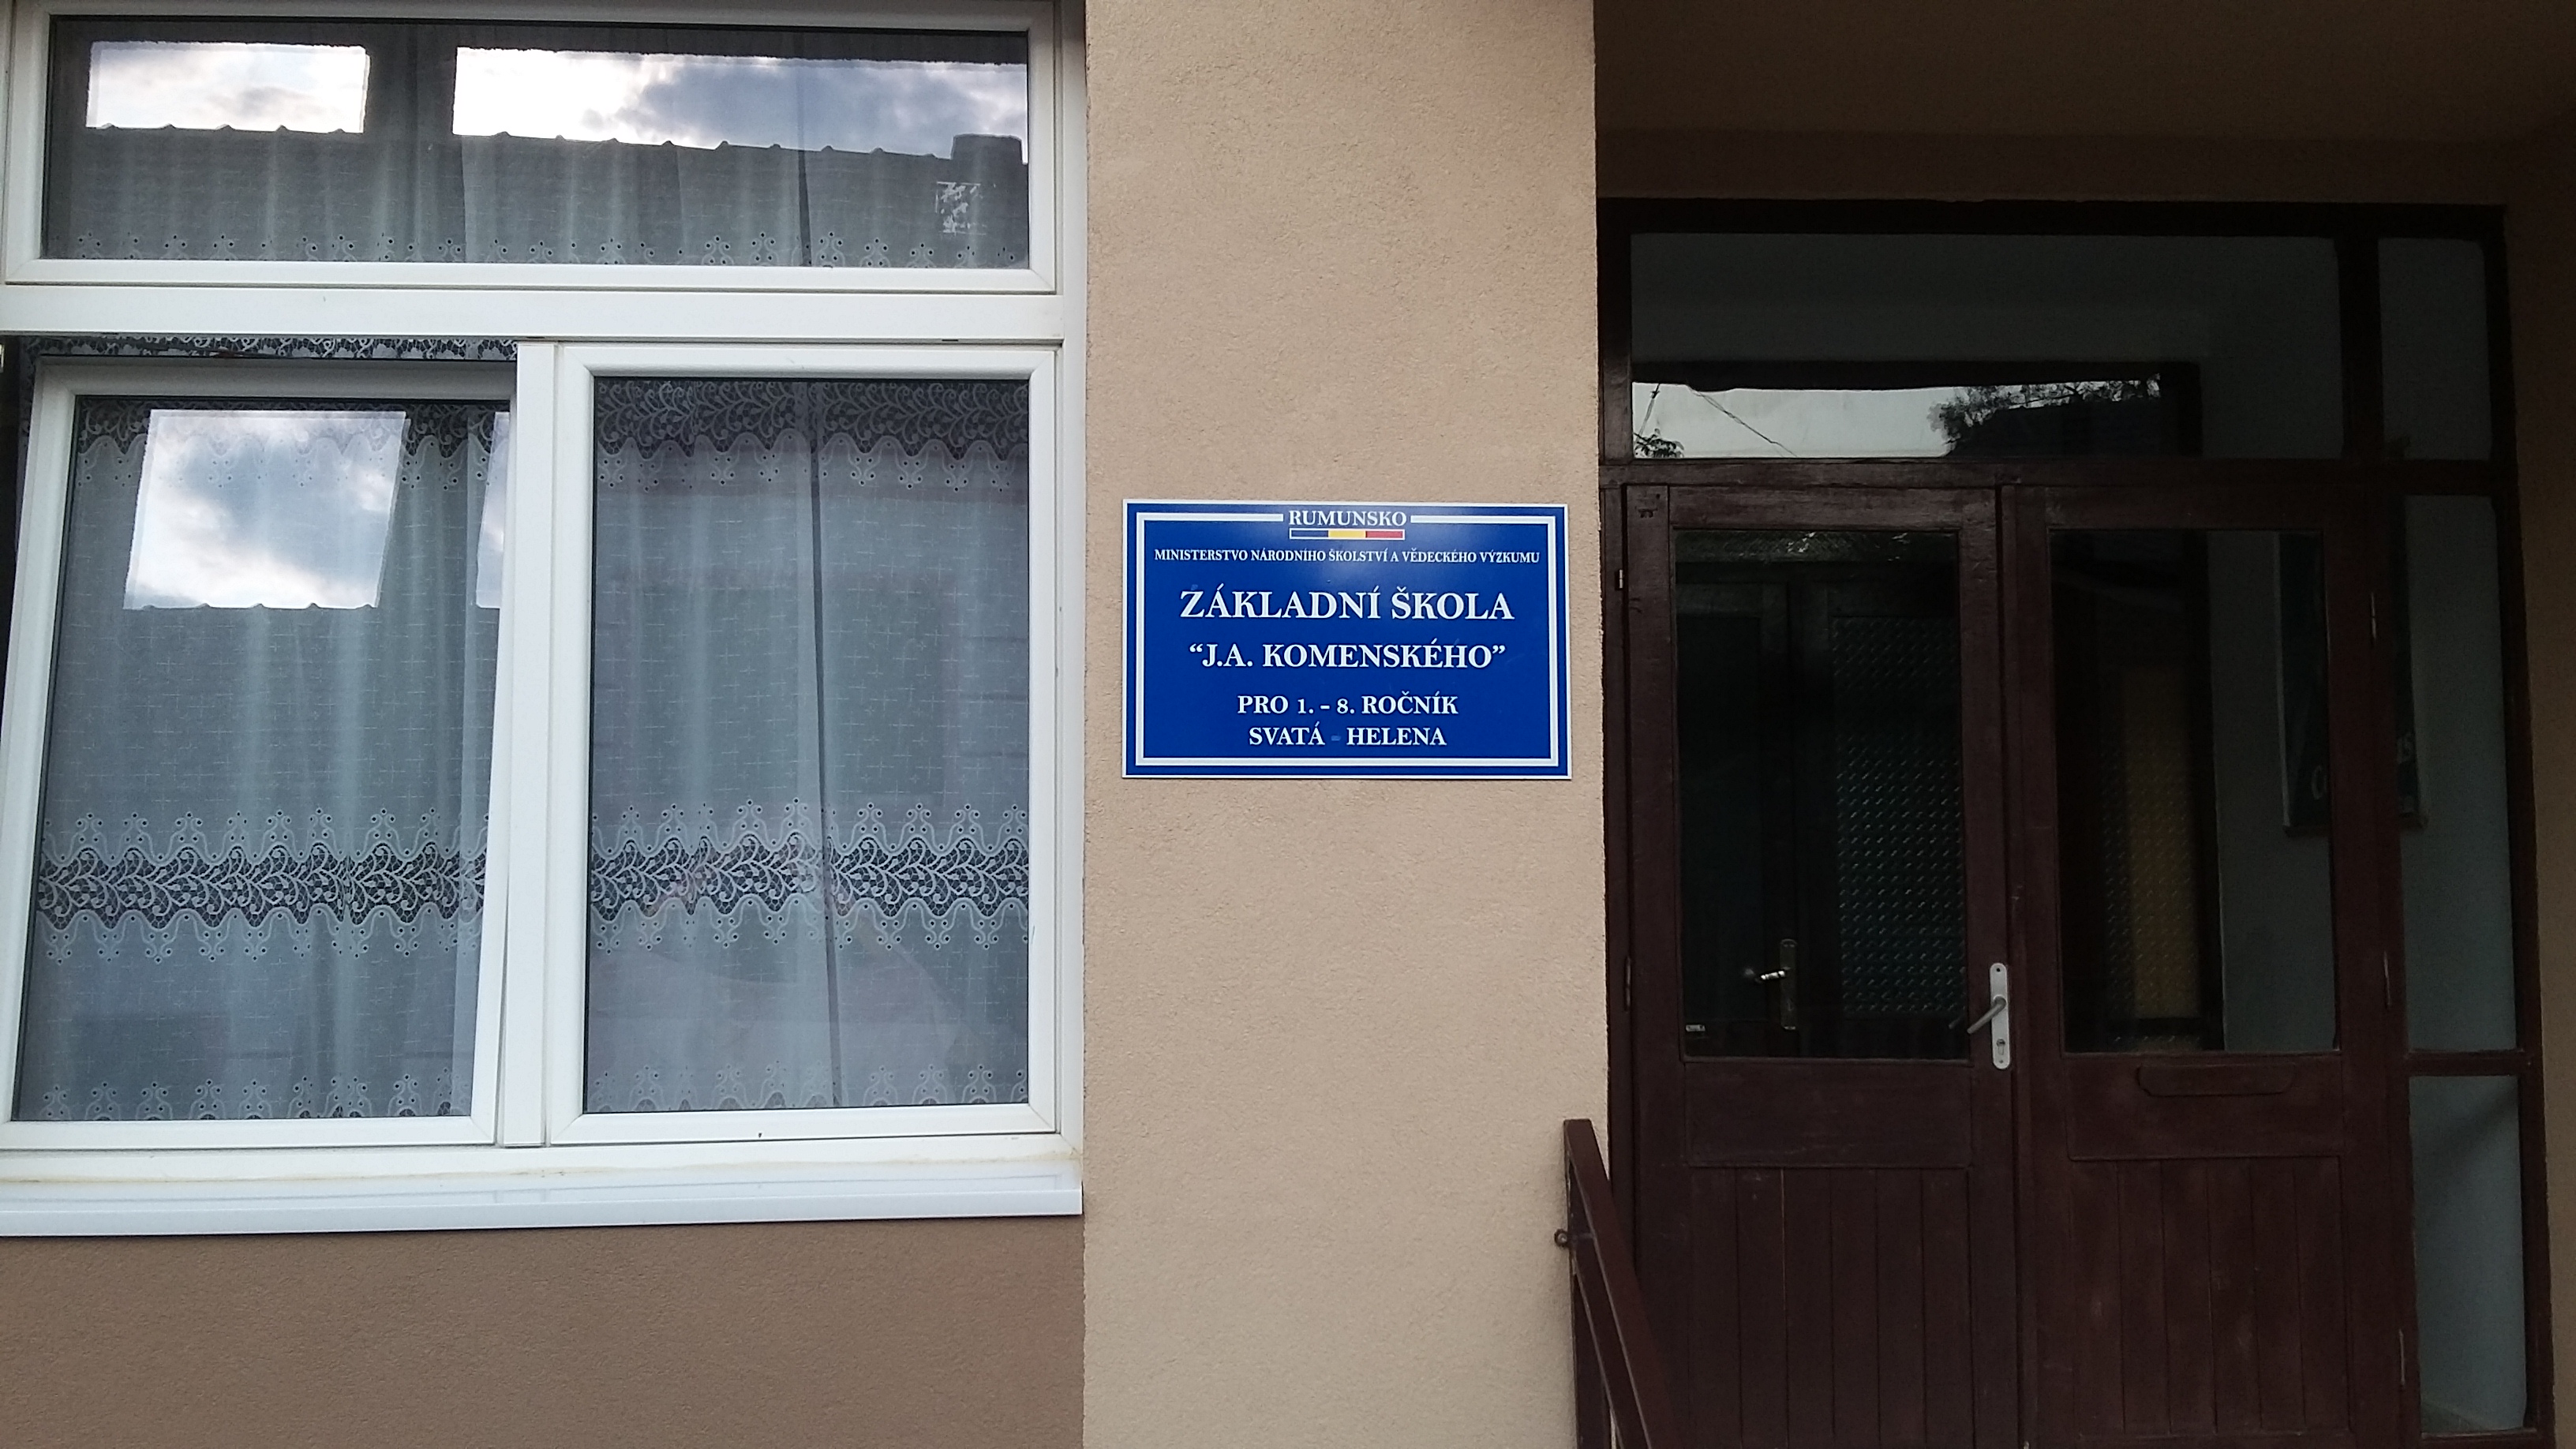 RUMUNSKO
MINISTERSTVO NÁRODNÍHO ŠKOLSTVÍ A VĚDECKÉHO VÝZKUMU
ZÁKLADNÍ ŠKOLA
“J.A. KOMENSKÉHO”
PRO 1. - 8. ROČNÍK
SVATÁ - HELENA